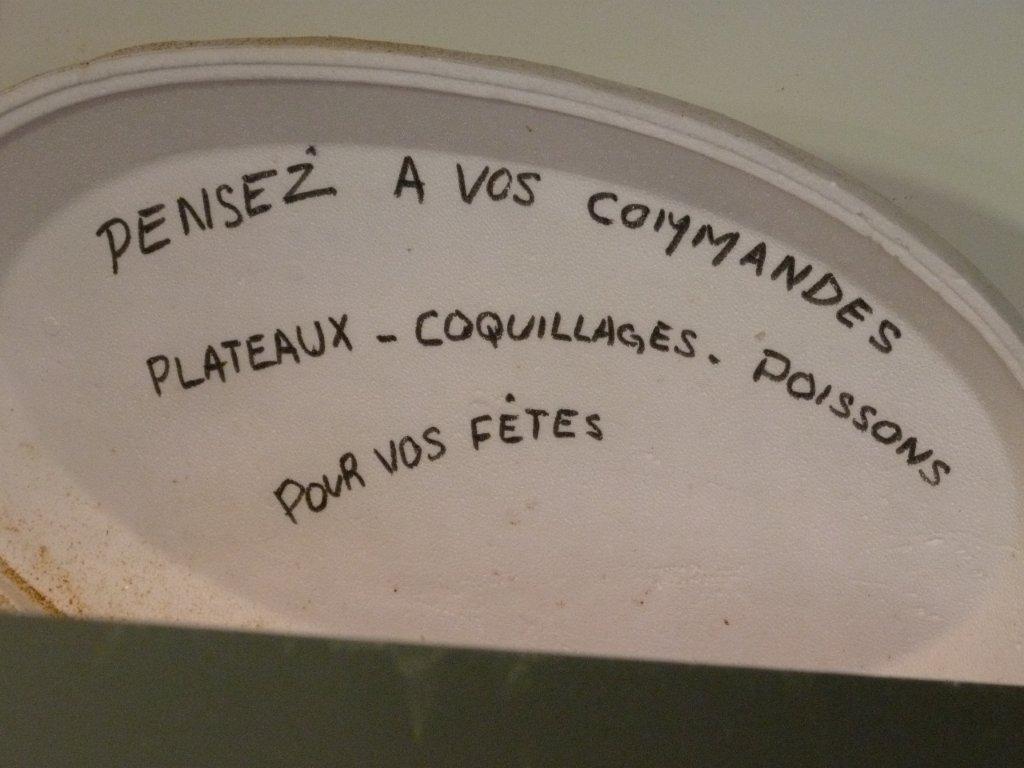 PENSEZ A VOS COMMANDES
PLATEAUX - COQUILLAGES. POISSONS
POUR VOS FÊTES